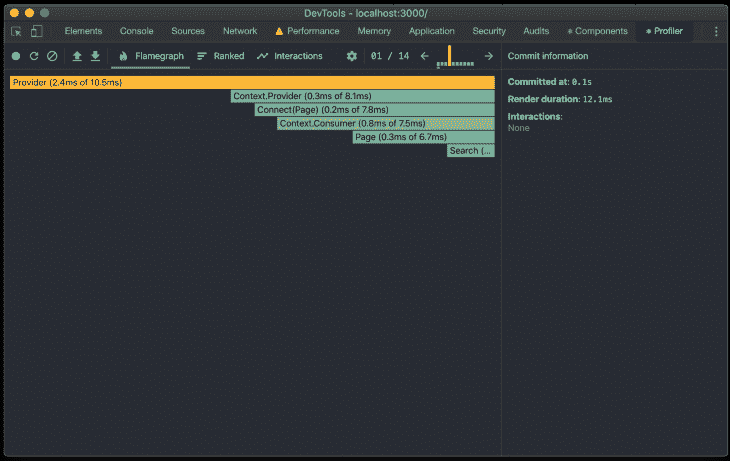 DevTools - localhost:3000/
Elements Console Sources Network Performance Memory Application Security Audits Components Profiler
Flamegraph Ranked Interactions 01 / 14 Commit information
Provider (2.4ms of 10.5ms)
Committed at: 0.1s
Context.Provider (0.3ms of 8.1ms)
Render duration: 12.1ms
Connect(Page) (0.2ms of 7.8ms)
Interactions:
Context.Consumer (0.8ms of 7.5ms)
None
Page (0.3ms of 6.7ms)
Search (...